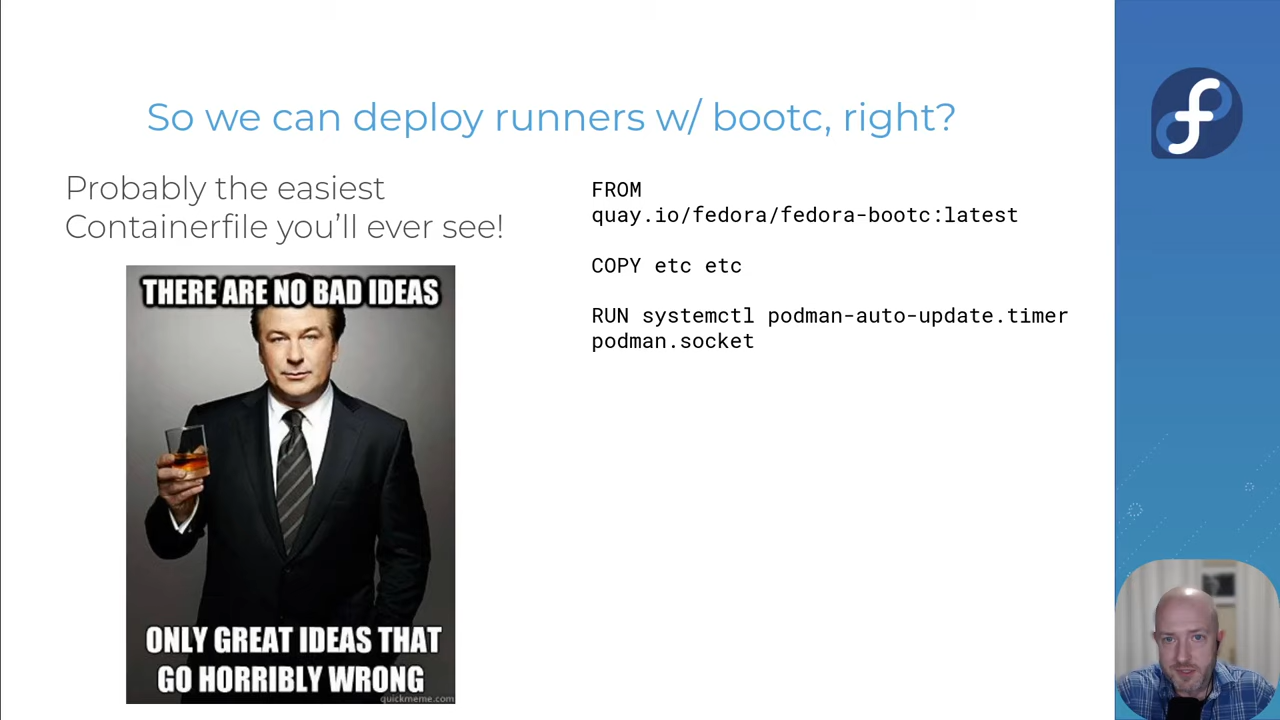 So we can deploy runners w/ bootc, right?
Probably the easiest
Containerfile you’ll ever see!
THERE ARE NO BAD IDEAS
ONLY GREAT IDEAS THAT
GO HORRIBLY WRONG
quickmeme.com
FROM
quay.io/fedora/fedora-bootc:latest
COPY etc etc
RUN systemctl podman-auto-update.timer
podman.socket